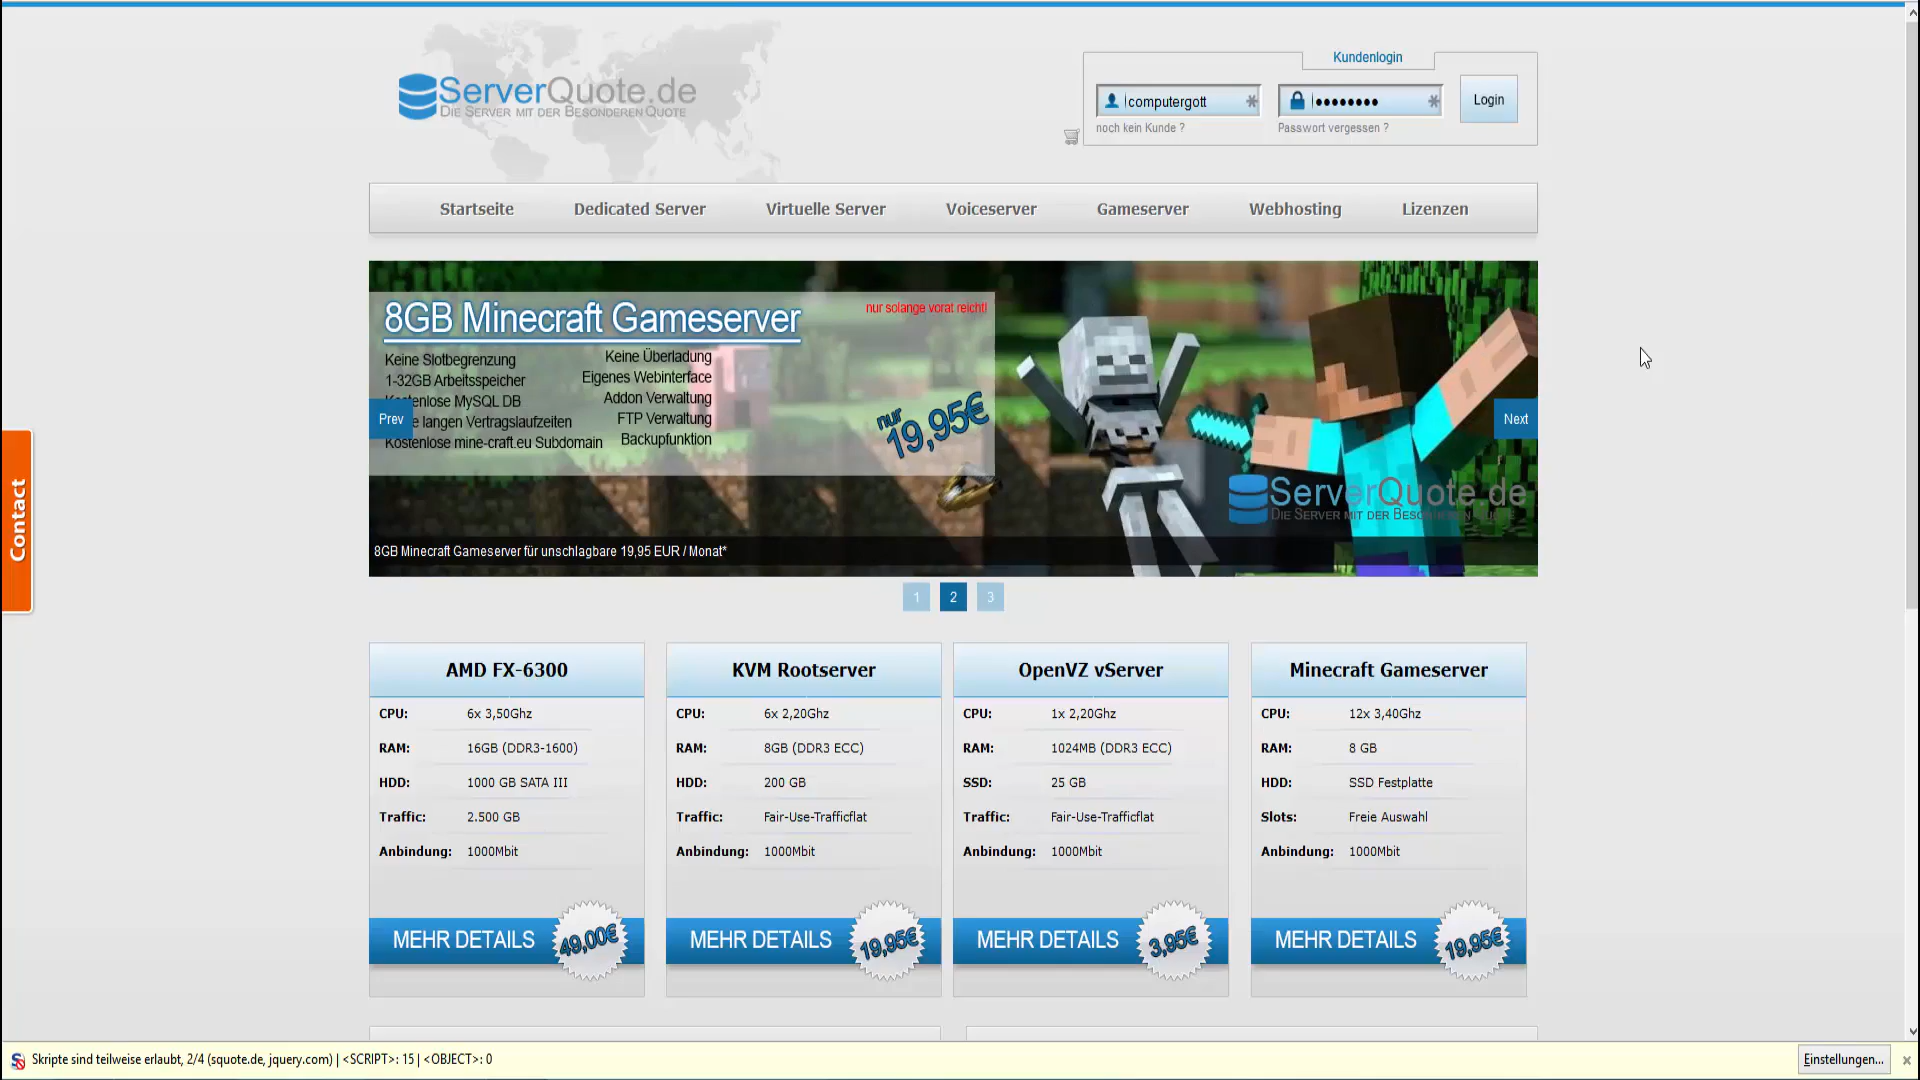 ServerQuote.de
DIE SERVER MIT DER BESONDEREN QUOTE
Kundenlogin
computergott
Login
noch kein Kunde ?
Passwort vergessen ?
Startseite
Dedicated Server
Virtuelle Server
Voiceserver
Gameserver
Webhosting
Lizenzen
8GB Minecraft Gameserver
nur solange vorat reicht!
Keine Slotbegrenzung
1-32GB Arbeitsspeicher
MySQL DB
langen Vertragslaufzeiten
Kostenlose mine-craft.eu Subdomain
Keine Überladung
Eigenes Webinterface
Addon Verwaltung
FTP Verwaltung
Backupfunktion
nur
19,95€
Prev
Next
ServerQuote.de
DIE SERVER MIT DER
8GB Minecraft Gameserver für unschlagbare 19,95 EUR / Monat*
1
2
3
Contact
AMD FX-6300
CPU: 6x 3,50Ghz
RAM: 16GB (DDR3-1600)
HDD: 1000 GB SATA III
Traffic: 2.500 GB
Anbindung: 1000Mbit
MEHR DETAILS
49,00€
KVM Rootserver
CPU: 6x 2,20Ghz
RAM: 8GB (DDR3 ECC)
HDD: 200 GB
Traffic: Fair-Use-Trafficflat
Anbindung: 1000Mbit
MEHR DETAILS
19,95€
OpenVZ vServer
CPU: 1x 2,20Ghz
RAM: 1024MB (DDR3 ECC)
SSD: 25 GB
Traffic: Fair-Use-Trafficflat
Anbindung: 1000Mbit
MEHR DETAILS
3,95€
Minecraft Gameserver
CPU: 12x 3,40Ghz
RAM: 8 GB
HDD: SSD Festplatte
Slots: Freie Auswahl
Anbindung: 1000Mbit
MEHR DETAILS
19,95€
Skripte sind teilweise erlaubt, 2/4 (squote.de, jquery.com) | <SCRIPT>: 15 | <OBJECT>: 0
Einstellungen...